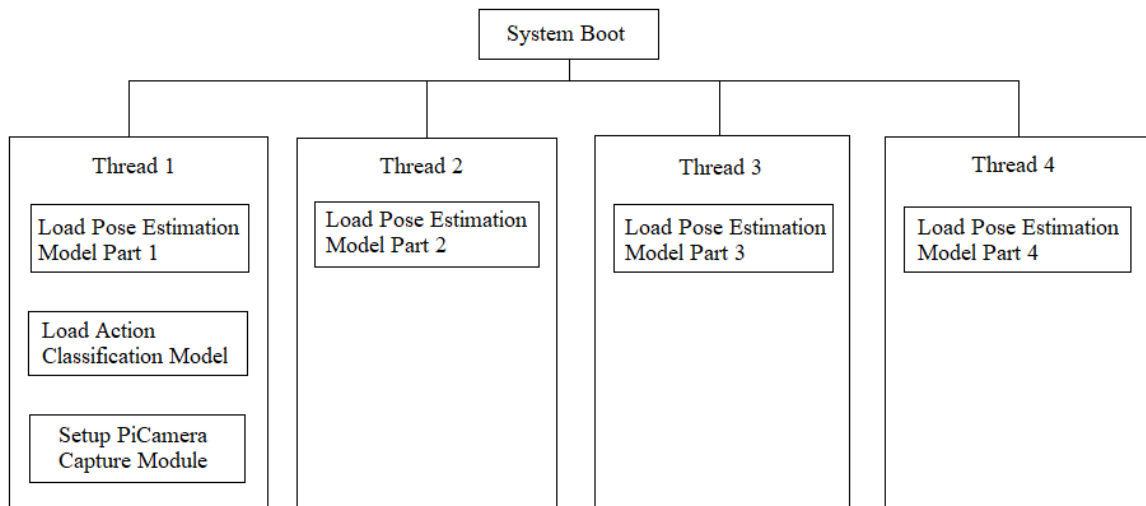 System Boot
Thread 1
Load Pose Estimation
Model Part 1
Load Action
Classification Model
Setup PiCamera
Capture Module
Thread 2
Load Pose Estimation
Model Part 2
Thread 3
Load Pose Estimation
Model Part 3
Thread 4
Load Pose Estimation
Model Part 4